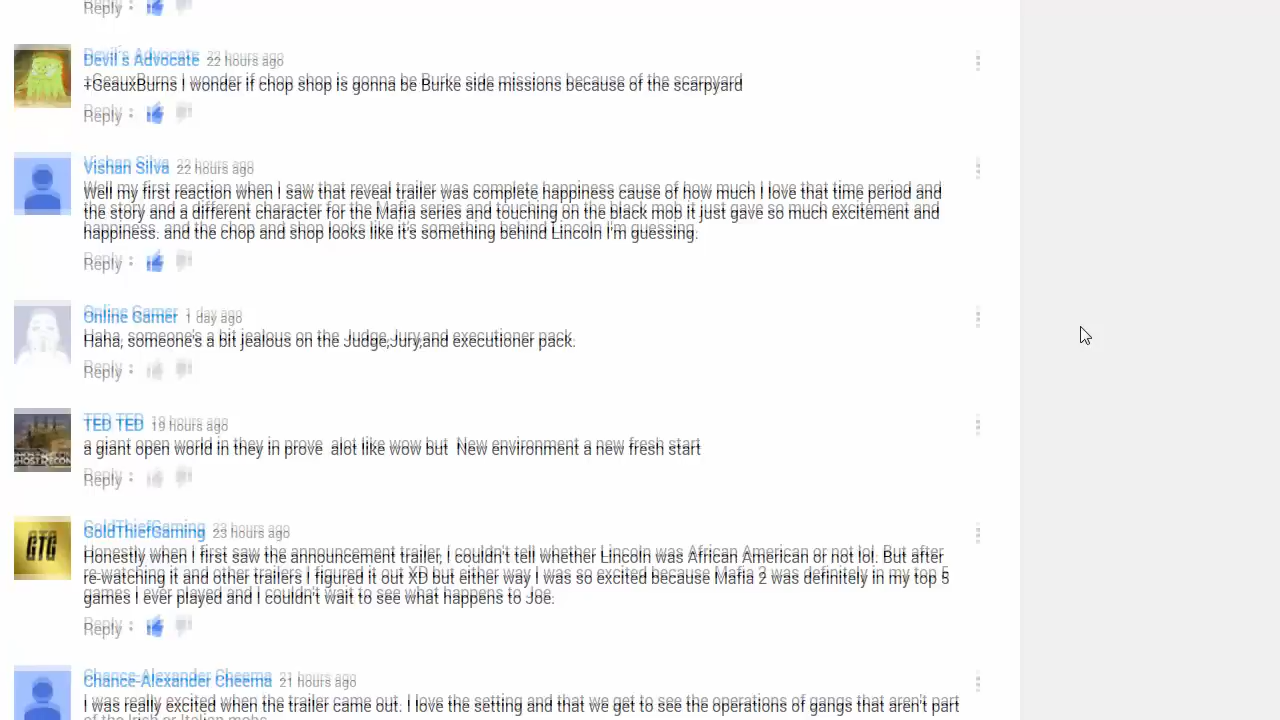 Reply •
Devil's Advocate 22 hours ago
+GeauxBurns I wonder if chop shop is gonna be Burke side missions because of the scarpyard
Reply •
Vishan Silva 22 hours ago
Well my first reaction when I saw that reveal trailer was complete happiness cause of how much I love that time period and
the story and a different character for the Mafia series and touching on the black mob it just gave so much excitement and
happiness. and the chop and shop looks like it's something behind Lincoln I'm guessing.
Reply •
Online Gamer 1 day ago
Haha, someone's a bit jealous on the Judge,Jury,and executioner pack.
Reply •
TED TED 19 hours ago
a giant open world in they in prove  alot like wow but  New environment a new fresh start
GHOST RECON
Reply •
GoldThiefGaming 23 hours ago
GTG
Honestly when I first saw the announcement trailer, I couldn't tell whether Lincoln was African American or not lol. But after
re-watching it and other trailers I figured it out XD but either way I was so excited because Mafia 2 was definitely in my top 5
games I ever played and I couldn't wait to see what happens to Joe.
Reply •
Chance-Alexander Cheema 21 hours ago
I was really excited when the trailer came out. I love the setting and that we get to see the operations of gangs that aren't part
of the Irish or Italian mobs.